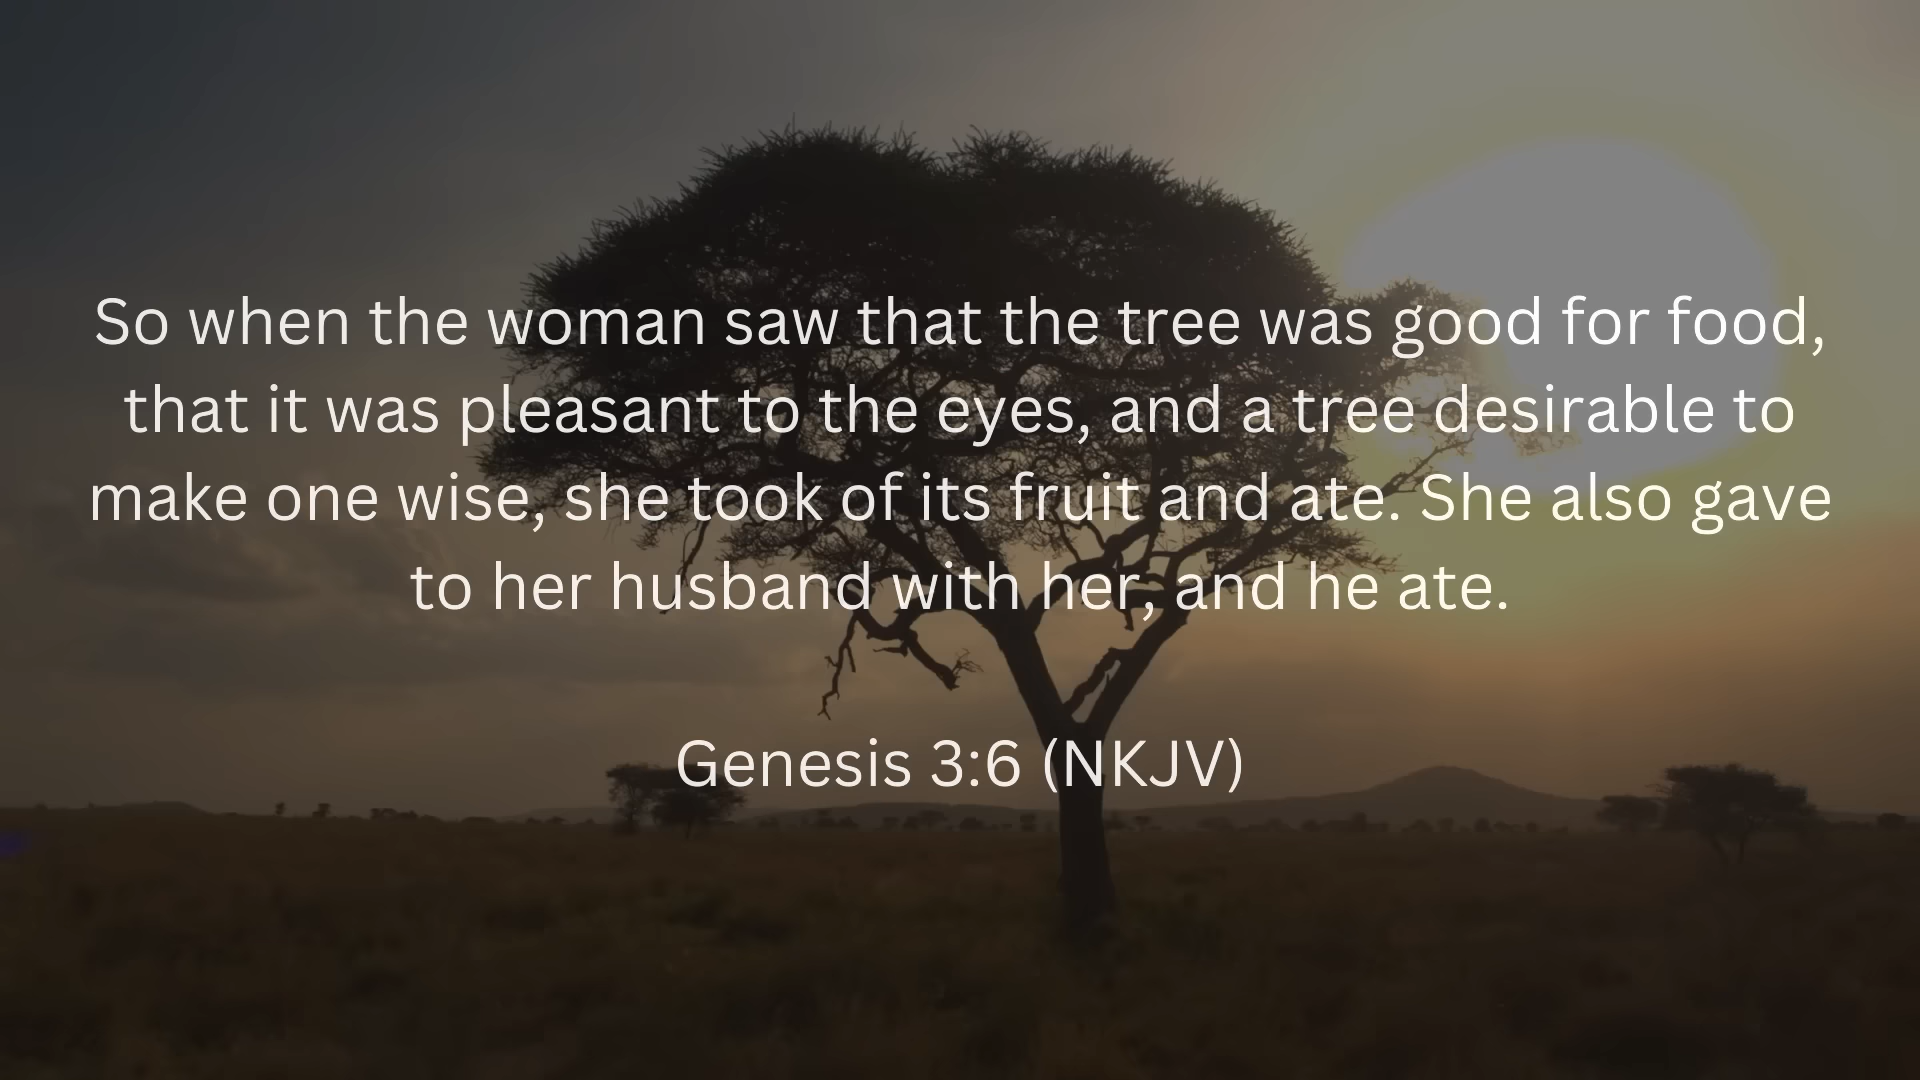 So when the woman saw that the tree was good for food,
that it was pleasant to the eyes, and a tree desirable to
make one wise, she took of its fruit and ate. She also gave
to her husband with her, and he ate.
Genesis 3:6 (NKJV)